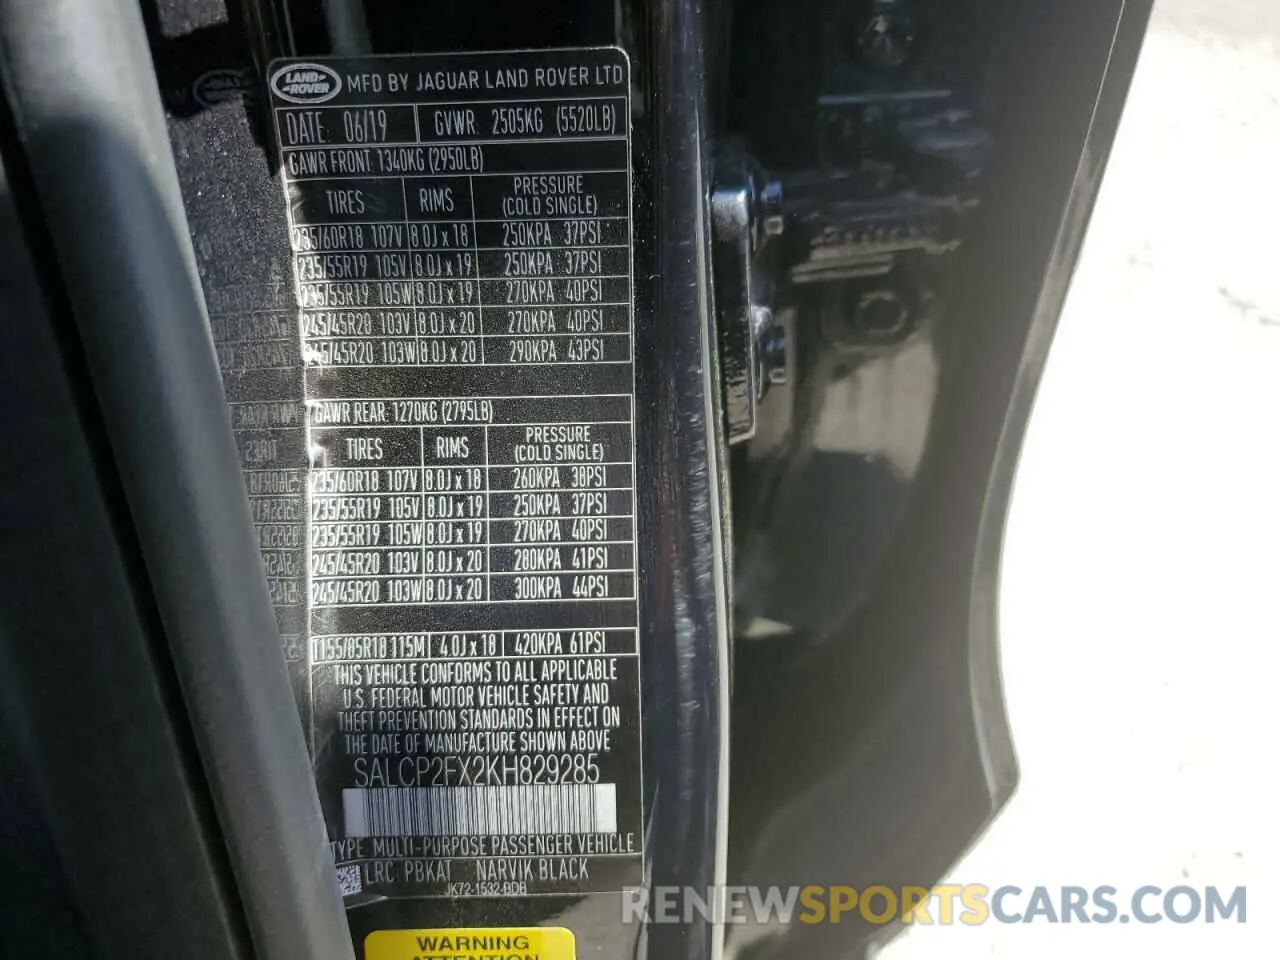 LAND ROVER MFD BY JAGUAR LAND ROVER LTD
DATE: 06/19 GVWR: 2505KG (5520LB)
GAWR FRONT 1340KG (2950LB)
TIRES RIMS PRESSURE (COLD SINGLE)
235/60R18 107V 8.0J x 18 250KPA 37PSI
235/55R19 105V 8.0J x 19 250KPA 37PSI
235/55R19 105W 8.0J x 19 270KPA 40PSI
245/45R20 103V 8.0J x 20 270KPA 40PSI
245/45R20 103W 8.0J x 20 290KPA 43PSI
GAWR REAR 1270KG (2795LB)
TIRES RIMS PRESSURE (COLD SINGLE)
235/60R18 107V 8.0J x 18 260KPA 38PSI
235/55R19 105V 8.0J x 19 250KPA 37PSI
235/55R19 105W 8.0J x 19 270KPA 40PSI
245/45R20 103V 8.0J x 20 280KPA 41PSI
245/45R20 103W 8.0J x 20 300KPA 44PSI
T155/85R18 115M 4.0J x 18 420KPA 61PSI
THIS VEHICLE CONFORMS TO ALL APPLICABLE
U.S. FEDERAL MOTOR VEHICLE SAFETY AND
THEFT PREVENTION STANDARDS IN EFFECT ON
THE DATE OF MANUFACTURE SHOWN ABOVE
SALCP2FX2KH829285
TYPE: MULTI-PURPOSE PASSENGER VEHICLE
LRC: PBKAT NARVIK BLACK
JK72-1532-BDB
WARNING
ATTENTION
RENEWSPORTSCARS.COM